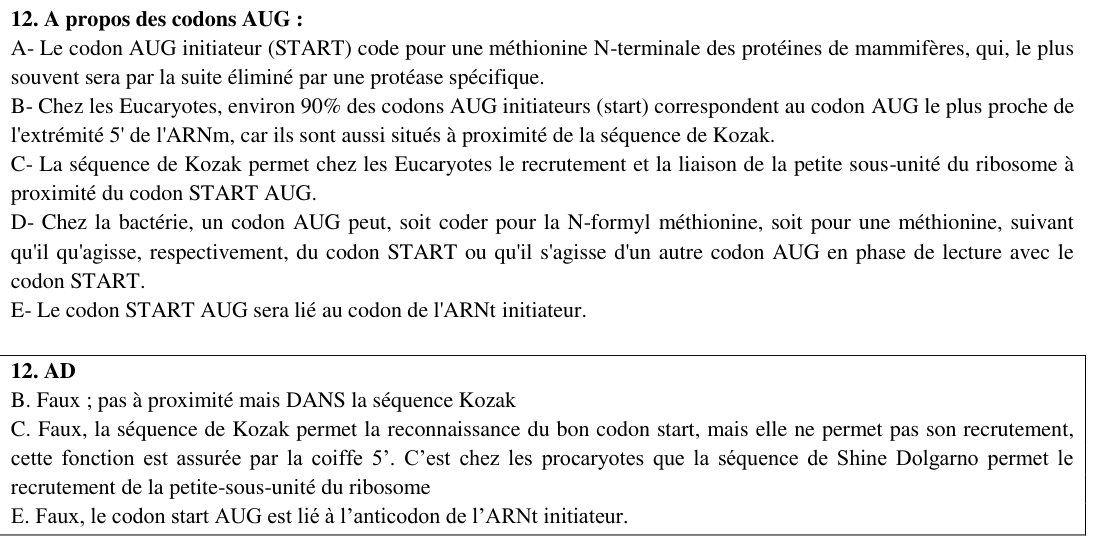 12. A propos des codons AUG :
A- Le codon AUG initiateur (START) code pour une méthionine N-terminale des protéines de mammifères, qui, le plus
souvent sera par la suite éliminé par une protéase spécifique.
B- Chez les Eucaryotes, environ 90% des codons AUG initiateurs (start) correspondent au codon AUG le plus proche de
l'extrémité 5' de l'ARNm, car ils sont aussi situés à proximité de la séquence de Kozak.
C- La séquence de Kozak permet chez les Eucaryotes le recrutement et la liaison de la petite sous-unité du ribosome à
proximité du codon START AUG.
D- Chez la bactérie, un codon AUG peut, soit coder pour la N-formyl méthionine, soit pour une méthionine, suivant
qu'il qu'agisse, respectivement, du codon START ou qu'il s'agisse d'un autre codon AUG en phase de lecture avec le
codon START.
E- Le codon START AUG sera lié au codon de l'ARNt initiateur.
12. AD
B. Faux ; pas à proximité mais DANS la séquence Kozak
C. Faux, la séquence de Kozak permet la reconnaissance du bon codon start, mais elle ne permet pas son recrutement,
cette fonction est assurée par la coiffe 5’. C’est chez les procaryotes que la séquence de Shine Dolgarno permet le
recrutement de la petite-sous-unité du ribosome
E. Faux, le codon start AUG est lié à l’anticodon de l’ARNt initiateur.